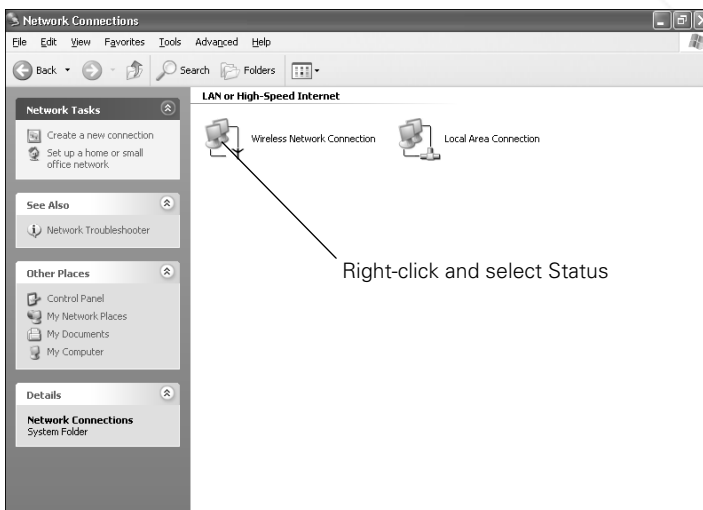 Network Connections
File Edit View Favorites Tools Advanced Help
Back Search Folders
Network Tasks
Create a new connection
Set up a home or small
office network
See Also
Network Troubleshooter
Other Places
Control Panel
My Network Places
My Documents
My Computer
Details
Network Connections
System Folder
LAN or High-Speed Internet
Wireless Network Connection
Local Area Connection
Right-click and select Status